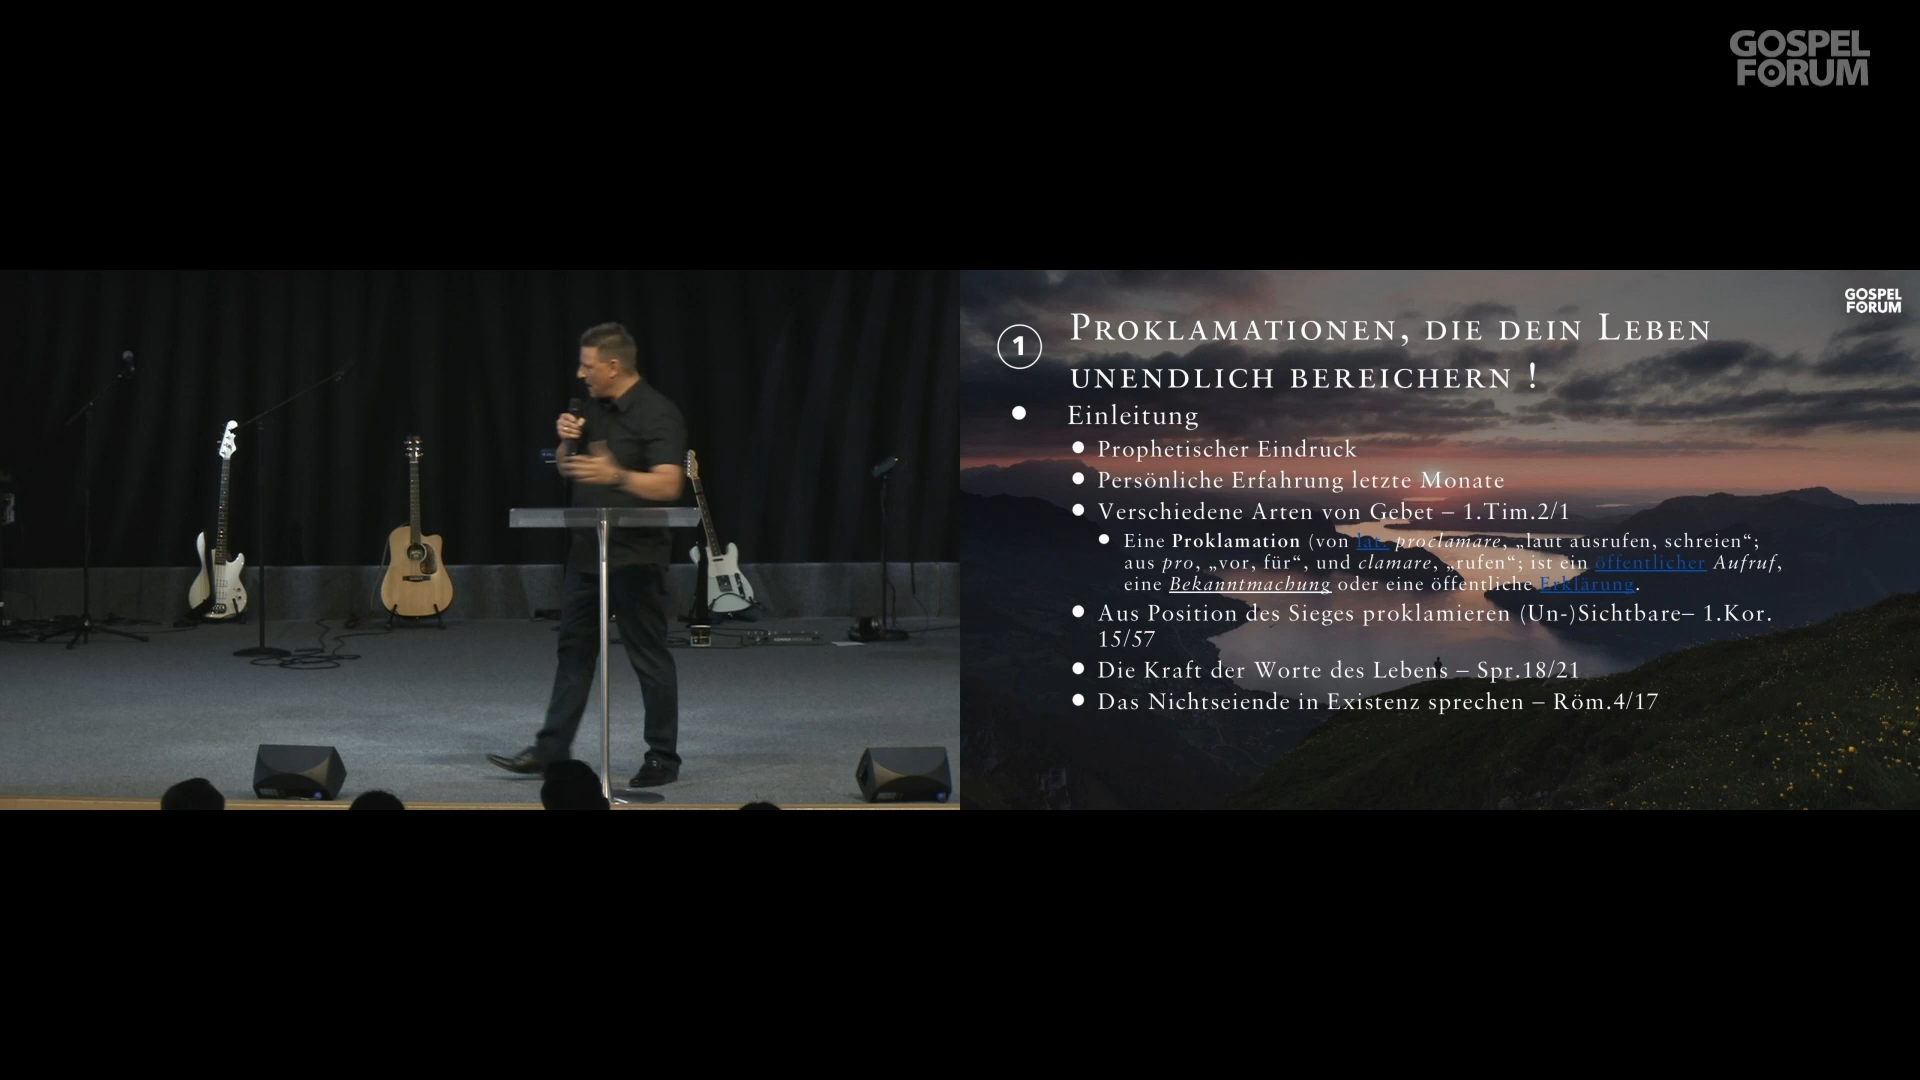 GOSPEL
FORUM
GOSPEL
FORUM
1
Proklamationen, die dein Leben
unendlich bereichern !
Einleitung
Prophetischer Eindruck
Persönliche Erfahrung letzte Monate
Verschiedene Arten von Gebet – 1.Tim.2/1
Eine Proklamation (von lat. proclamare, „laut ausrufen, schreien“;
aus pro, „vor, für“, und clamare, „rufen“; ist ein öffentlicher Aufruf,
eine Bekanntmachung oder eine öffentliche Erklärung.
Aus Position des Sieges proklamieren (Un-)Sichtbare– 1.Kor.
15/57
Die Kraft der Worte des Lebens – Spr.18/21
Das Nichtseiende in Existenz sprechen – Röm.4/17